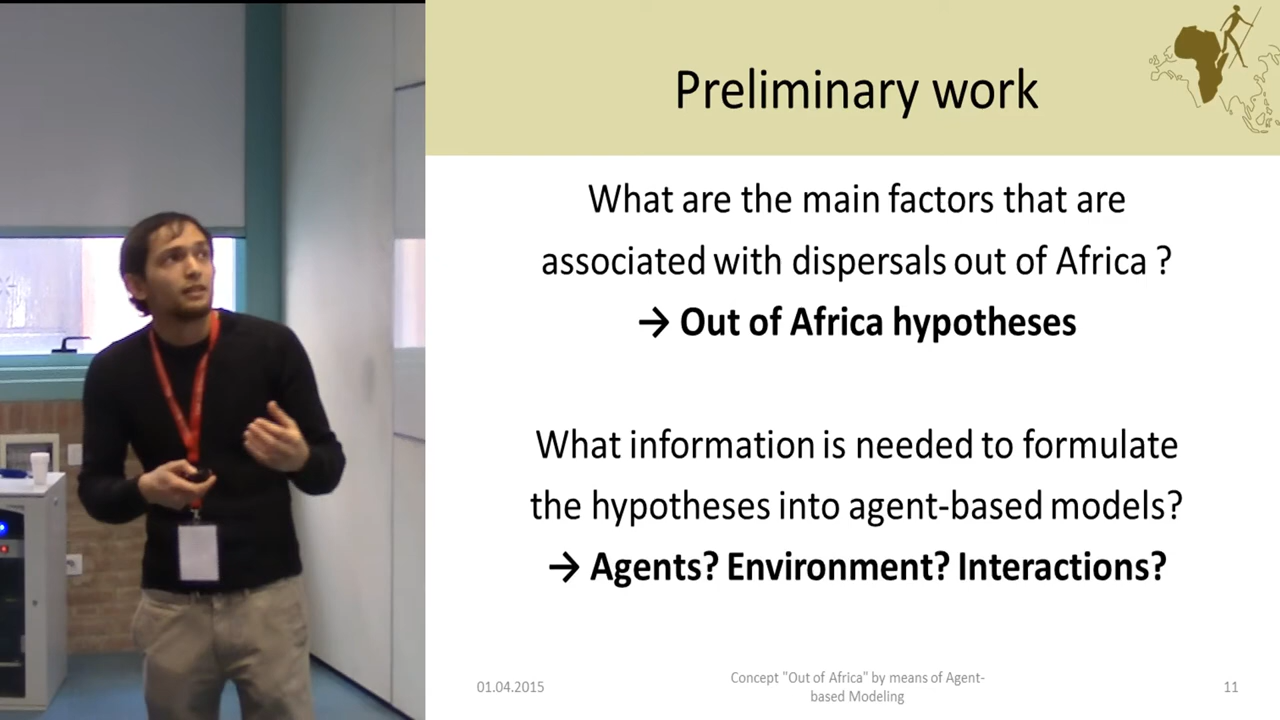 Preliminary work
What are the main factors that are
associated with dispersals out of Africa ?
→ Out of Africa hypotheses
What information is needed to formulate
the hypotheses into agent-based models?
→ Agents? Environment? Interactions?
01.04.2015
Concept "Out of Africa" by means of Agent-
based Modeling
11